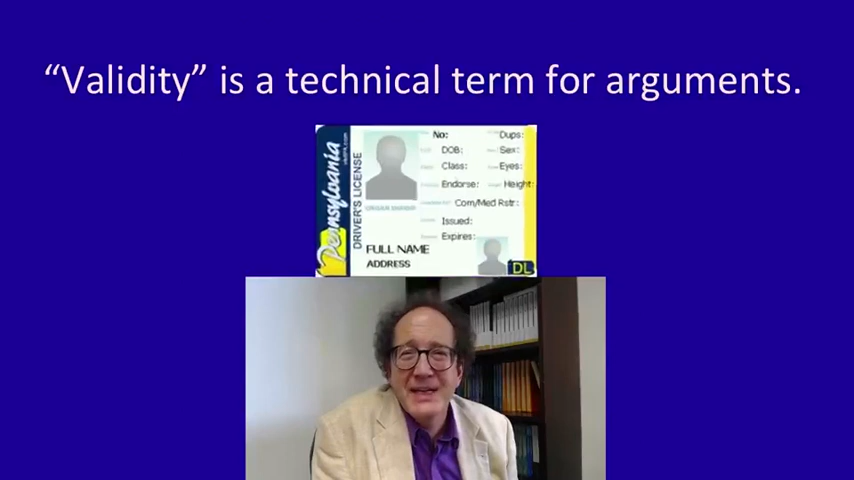 “Validity” is a technical term for arguments.
Pennsylvania
DRIVER'S LICENSE
No:
Dups:
DOB:
Sex:
Class:
Eyes:
Endorse:
Height:
Com/Med Rstr:
ORGAN DONOR
Issued:
Expires:
FULL NAME
ADDRESS
DL